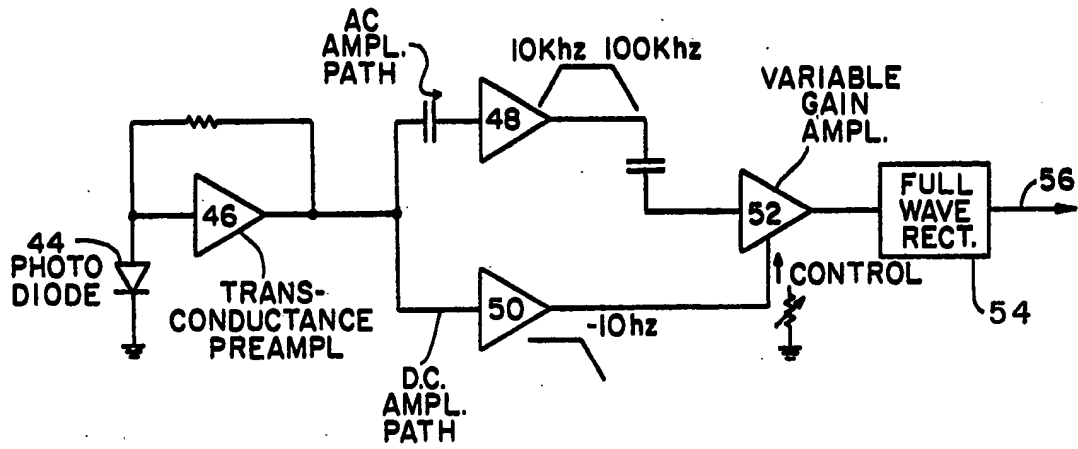 AC
AMPL.
PATH
10Khz 100Khz
VARIABLE
GAIN
AMPL.
48
46
44
PHOTO
DIODE
TRANS-
CONDUCTANCE
PREAMPL
52
FULL
WAVE
RECT.
56
CONTROL
50
-10hz
54
D.C.
AMPL.
PATH